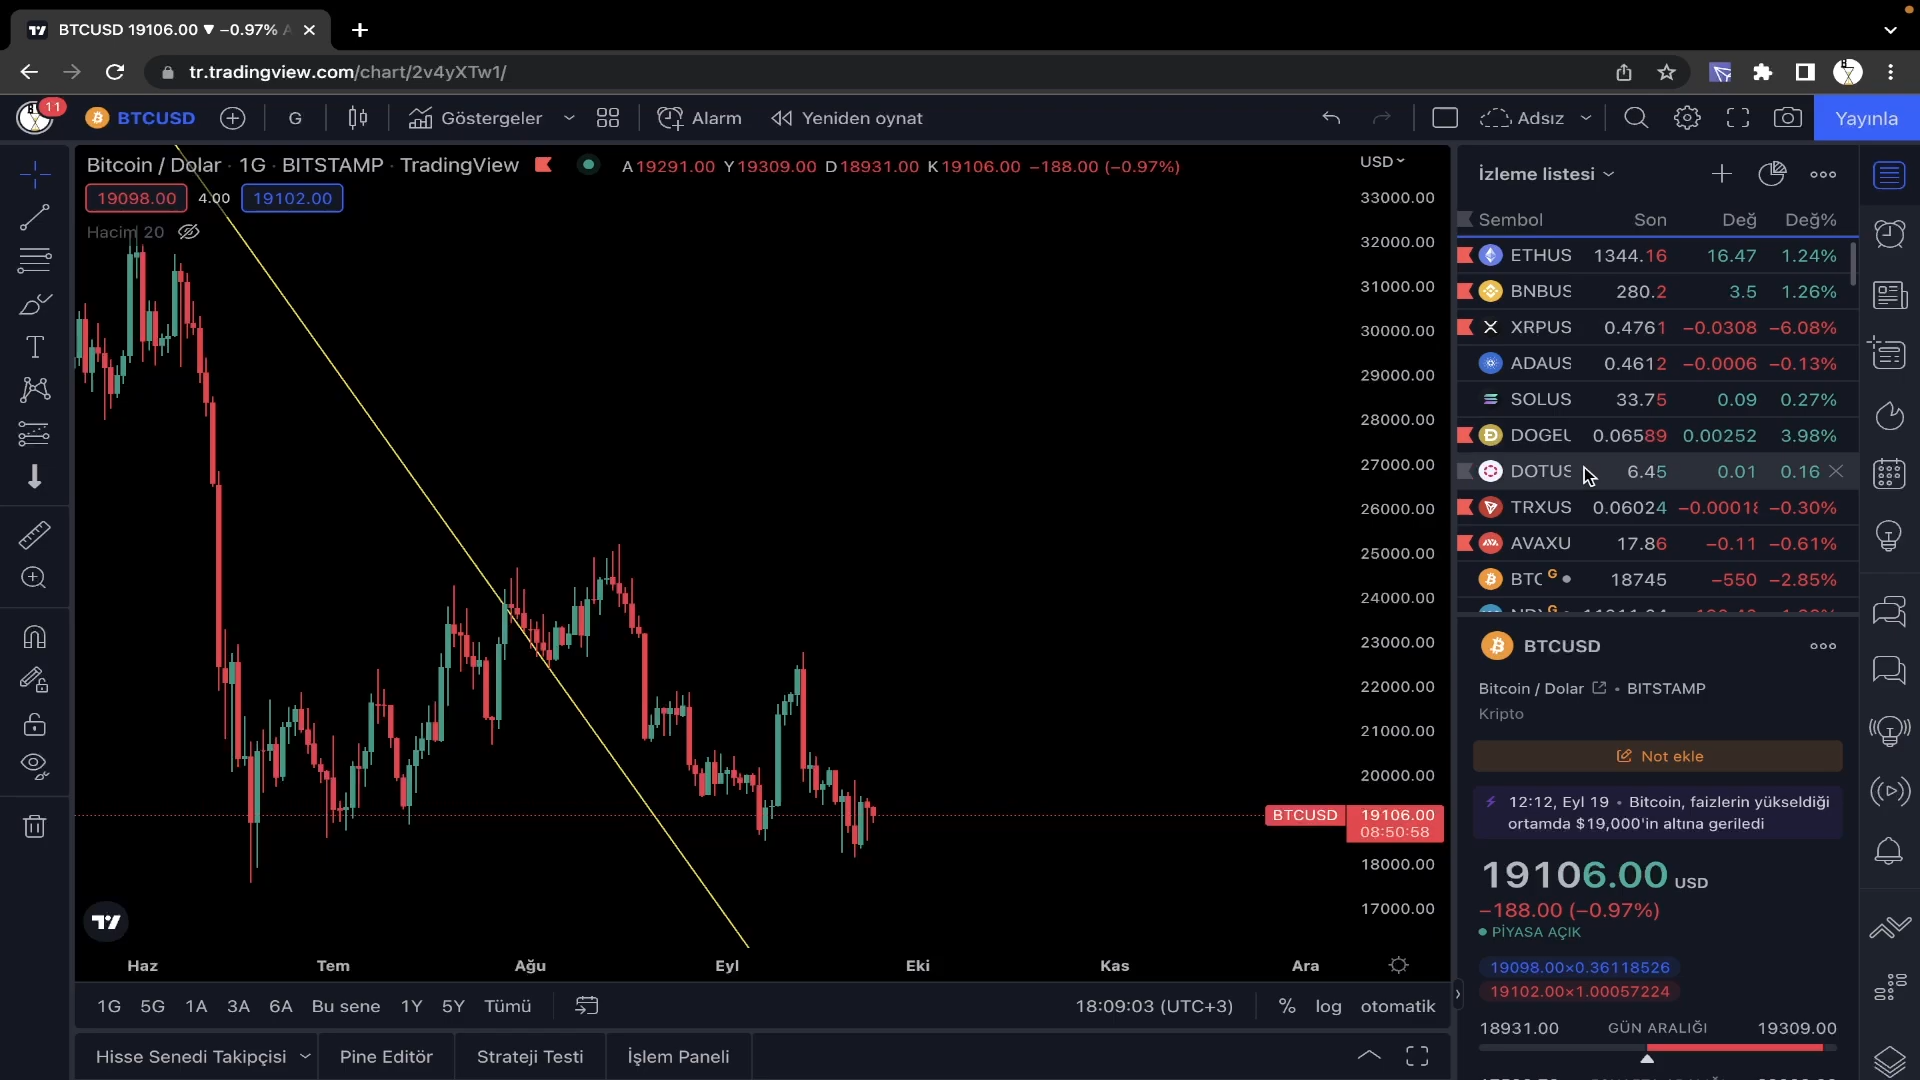 BTCUSD 19106.00 ▼ −0.97%
tr.tradingview.com/chart/2v4yXTw1/
11
BTCUSD
G
Göstergeler
Alarm
Yeniden oynat
Adsız
Yayınla
Bitcoin / Dolar · 1G · BITSTAMP · TradingView
A19291.00 Y19309.00 D18931.00 K19106.00 −188.00 (−0.97%)
19098.00 4.00 19102.00
Hacim 20
USD
33000.00
32000.00
31000.00
30000.00
29000.00
28000.00
27000.00
26000.00
25000.00
24000.00
23000.00
22000.00
21000.00
20000.00
BTCUSD 19106.00
08:50:58
18000.00
17000.00
Haz Tem Ağu Eyl Eki Kas Ara
1G 5G 1A 3A 6A Bu sene 1Y 5Y Tümü
18:09:03 (UTC+3) % log otomatik
Hisse Senedi Takipçisi Pine Editör Strateji Testi İşlem Paneli
İzleme listesi
Sembol Son Değ Değ%
ETHUS 1344.16 16.47 1.24%
BNBUS 280.2 3.5 1.26%
XRPUS 0.4761 −0.0308 −6.08%
ADAUS 0.4612 −0.0006 −0.13%
SOLUS 33.75 0.09 0.27%
DOGEU 0.06589 0.00252 3.98%
DOTUS 6.45 0.01 0.16
TRXUS 0.06024 −0.00018 −0.30%
AVAXU 17.86 −0.11 −0.61%
BTC G 18745 −550 −2.85%
BTCUSD
Bitcoin / Dolar • BITSTAMP
Kripto
Not ekle
12:12, Eyl 19 • Bitcoin, faizlerin yükseldiği
ortamda $19,000'in altına geriledi
19106.00 USD
−188.00 (−0.97%)
PİYASA AÇIK
19098.00×0.36118526
19102.00×1.00057224
18931.00 GÜN ARALIĞI 19309.00